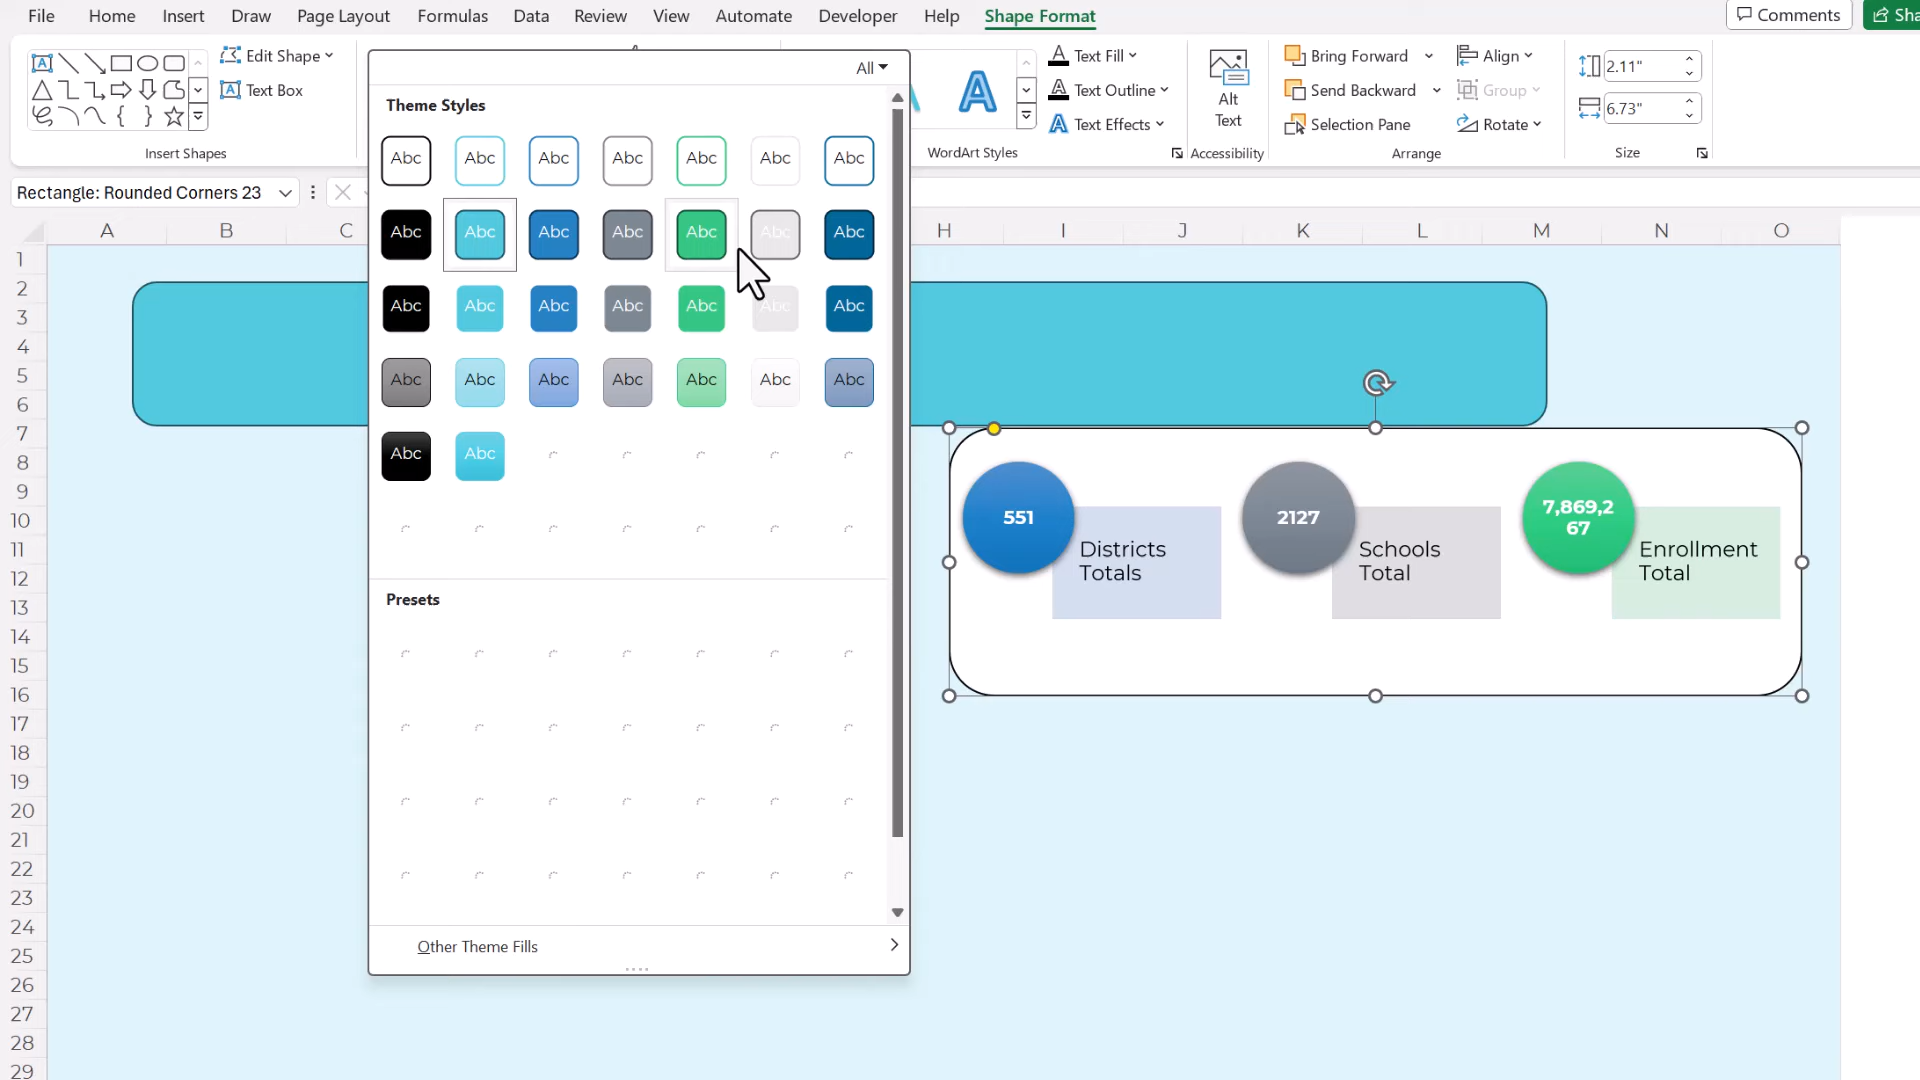 File Home Insert Draw Page Layout Formulas Data Review View Automate Developer Help Shape Format Comments Sha
Edit Shape
Text Box
Insert Shapes
All
Text Fill
Text Outline
Text Effects
WordArt Styles
Alt
Text
Accessibility
Bring Forward
Send Backward
Selection Pane
Align
Group
Rotate
Arrange
2.11"
6.73"
Size
Rectangle: Rounded Corners 23
Theme Styles
Abc Abc Abc Abc Abc Abc Abc
Abc Abc Abc Abc Abc Abc Abc
Abc Abc Abc Abc Abc Abc Abc
Abc Abc Abc Abc Abc Abc Abc
Abc Abc
Presets
Other Theme Fills
A B C H I J K L M N O
1
2
3
4
5
6
7
8
9
10
11
12
13
14
15
16
17
18
19
20
21
22
23
24
25
26
27
28
29
551
Districts
Totals
2127
Schools
Total
7,869,2
67
Enrollment
Total